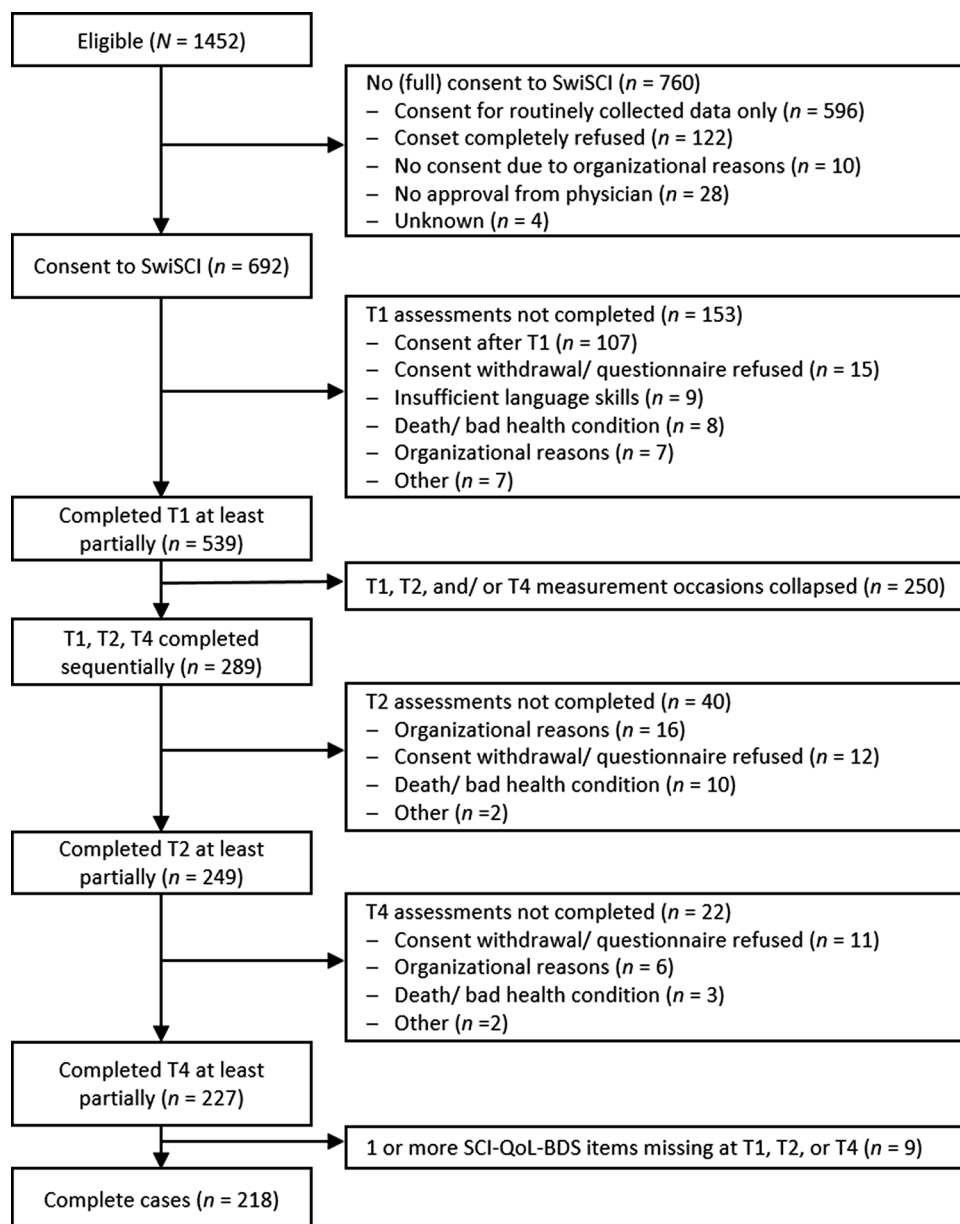 Eligible (N = 1452)
No (full) consent to SwiSCI (n = 760)
– Consent for routinely collected data only (n = 596)
– Conset completely refused (n = 122)
– No consent due to organizational reasons (n = 10)
– No approval from physician (n = 28)
– Unknown (n = 4)
Consent to SwiSCI (n = 692)
T1 assessments not completed (n = 153)
– Consent after T1 (n = 107)
– Consent withdrawal/ questionnaire refused (n = 15)
– Insufficient language skills (n = 9)
– Death/ bad health condition (n = 8)
– Organizational reasons (n = 7)
– Other (n = 7)
Completed T1 at least
partially (n = 539)
T1, T2, and/ or T4 measurement occasions collapsed (n = 250)
T1, T2, T4 completed
sequentially (n = 289)
T2 assessments not completed (n = 40)
– Organizational reasons (n = 16)
– Consent withdrawal/ questionnaire refused (n = 12)
– Death/ bad health condition (n = 10)
– Other (n =2)
Completed T2 at least
partially (n = 249)
T4 assessments not completed (n = 22)
– Consent withdrawal/ questionnaire refused (n = 11)
– Organizational reasons (n = 6)
– Death/ bad health condition (n = 3)
– Other (n =2)
Completed T4 at least
partially (n = 227)
1 or more SCI-QoL-BDS items missing at T1, T2, or T4 (n = 9)
Complete cases (n = 218)